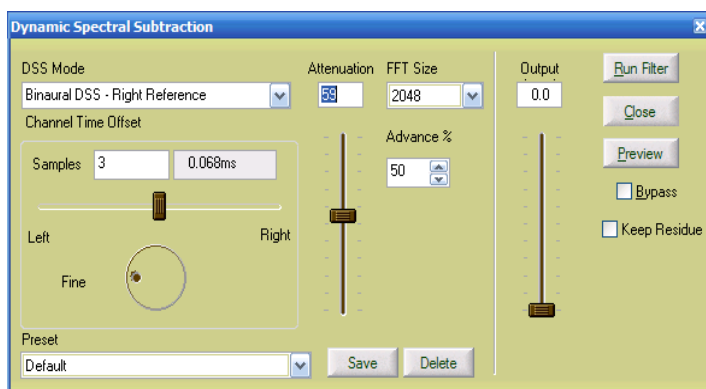 Dynamic Spectral Subtraction
DSS Mode
Binaural DSS - Right Reference
Attenuation
59
FFT Size
2048
Output
0.0
Run Filter
Close
Preview
Bypass
Keep Residue
Channel Time Offset
Samples
3
0.068ms
Left
Right
Fine
Advance %
50
Preset
Default
Save
Delete